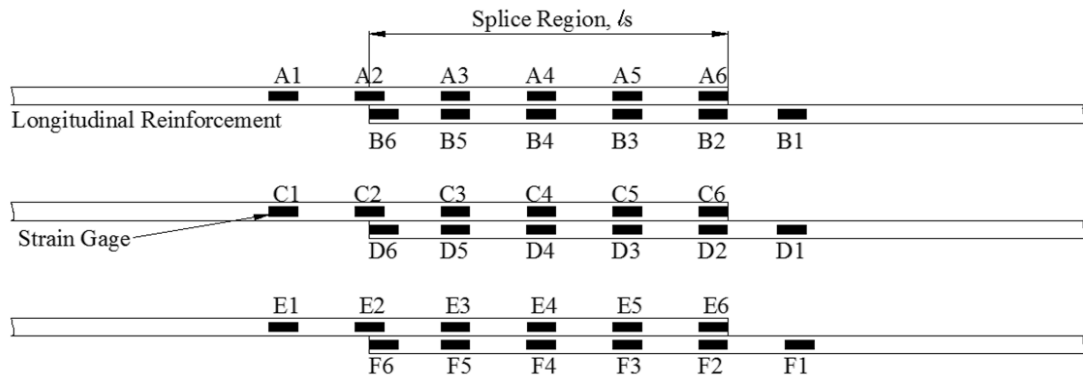 Splice Region, ℓs
A1 A2 A3 A4 A5 A6
Longitudinal Reinforcement
B6 B5 B4 B3 B2 B1
C1 C2 C3 C4 C5 C6
Strain Gage
D6 D5 D4 D3 D2 D1
E1 E2 E3 E4 E5 E6
F6 F5 F4 F3 F2 F1